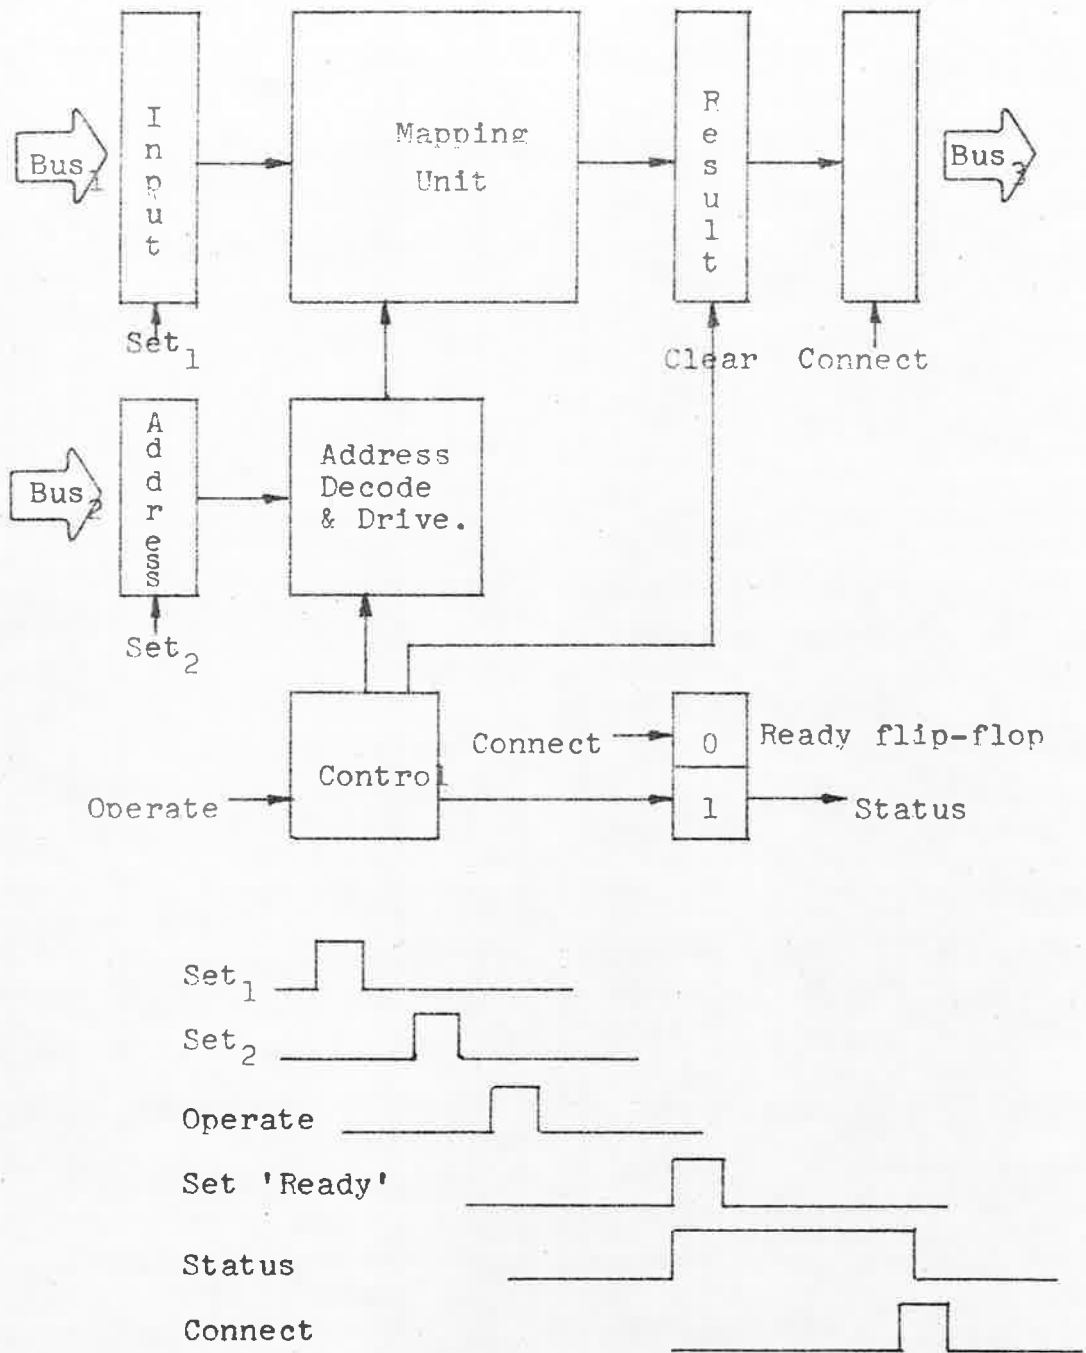 Bus1
Input
Mapping
Unit
Result
Bus3
Set1
Clear
Connect
Bus2
Address
Address
Decode
& Drive.
Set2
Connect
0
Ready flip-flop
Operate
Control
1
Status
Set1
Set2
Operate
Set 'Ready'
Status
Connect